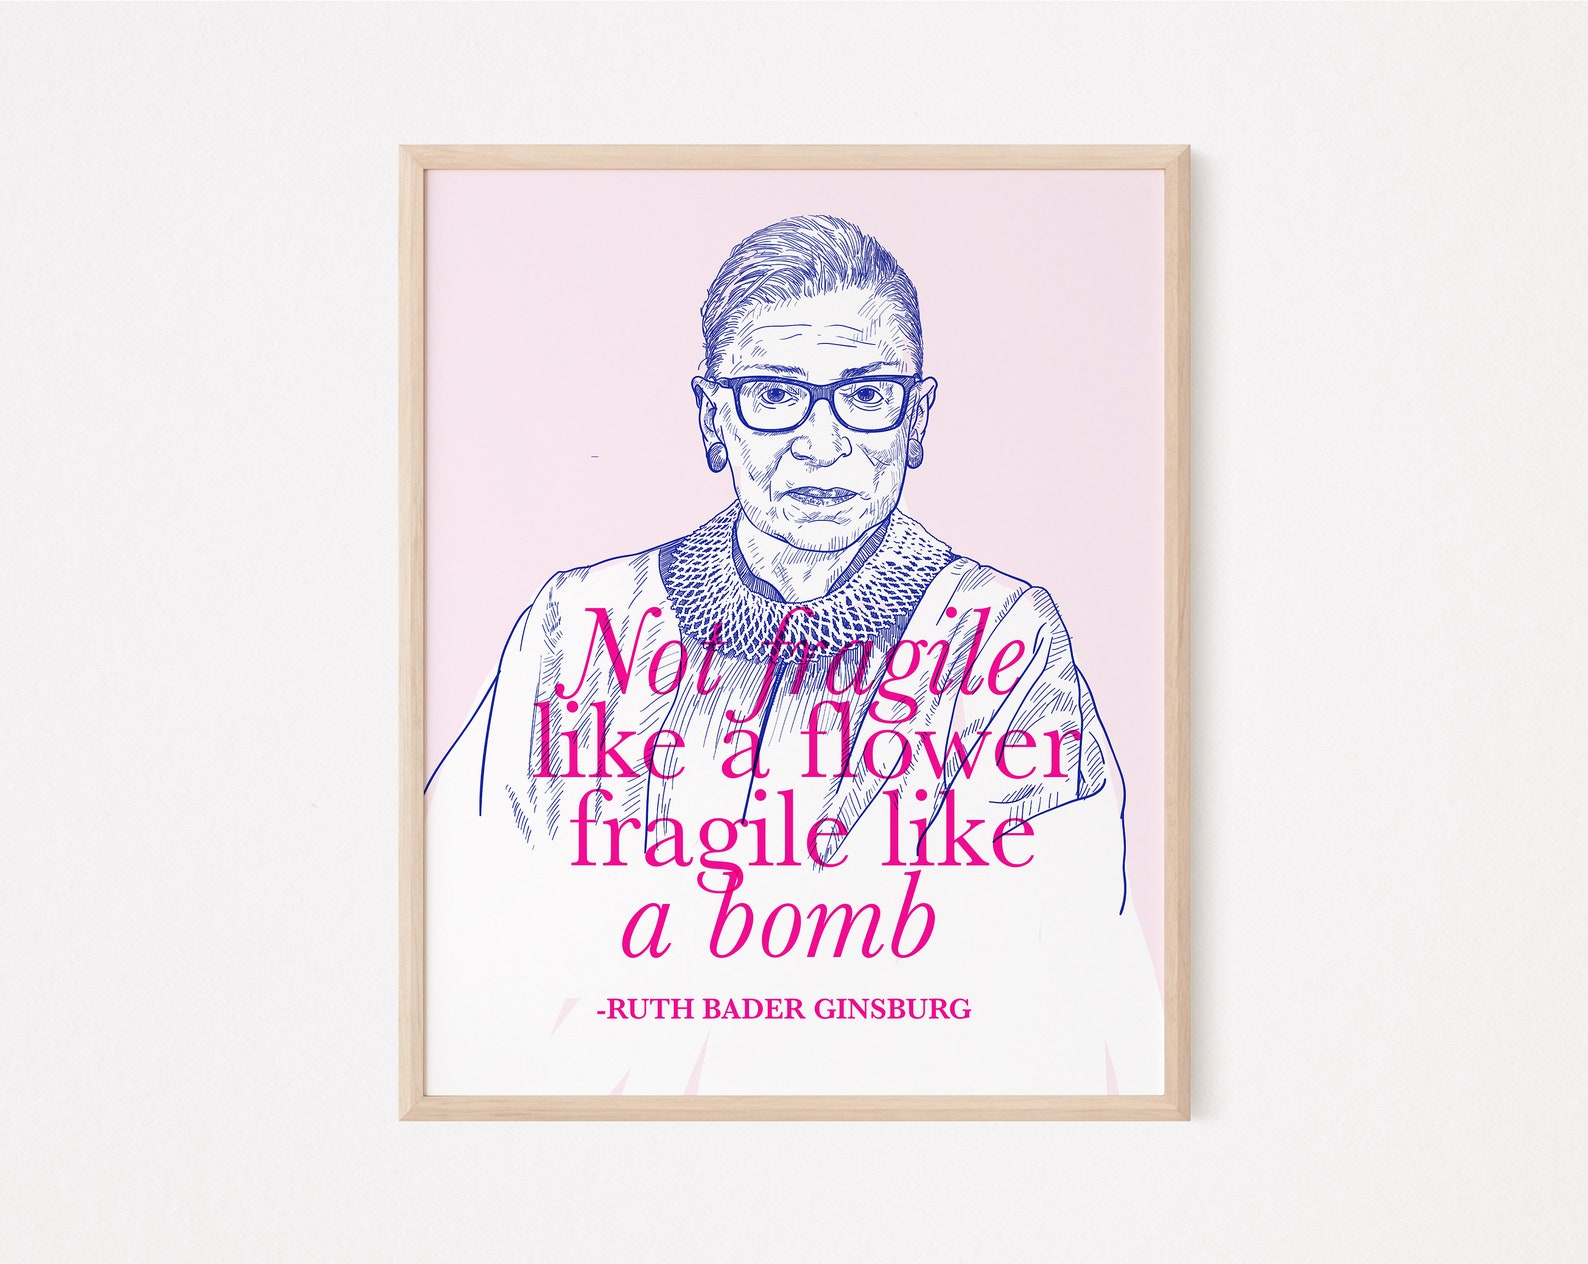 Not fragile
like a flower
fragile like
a bomb
-RUTH BADER GINSBURG